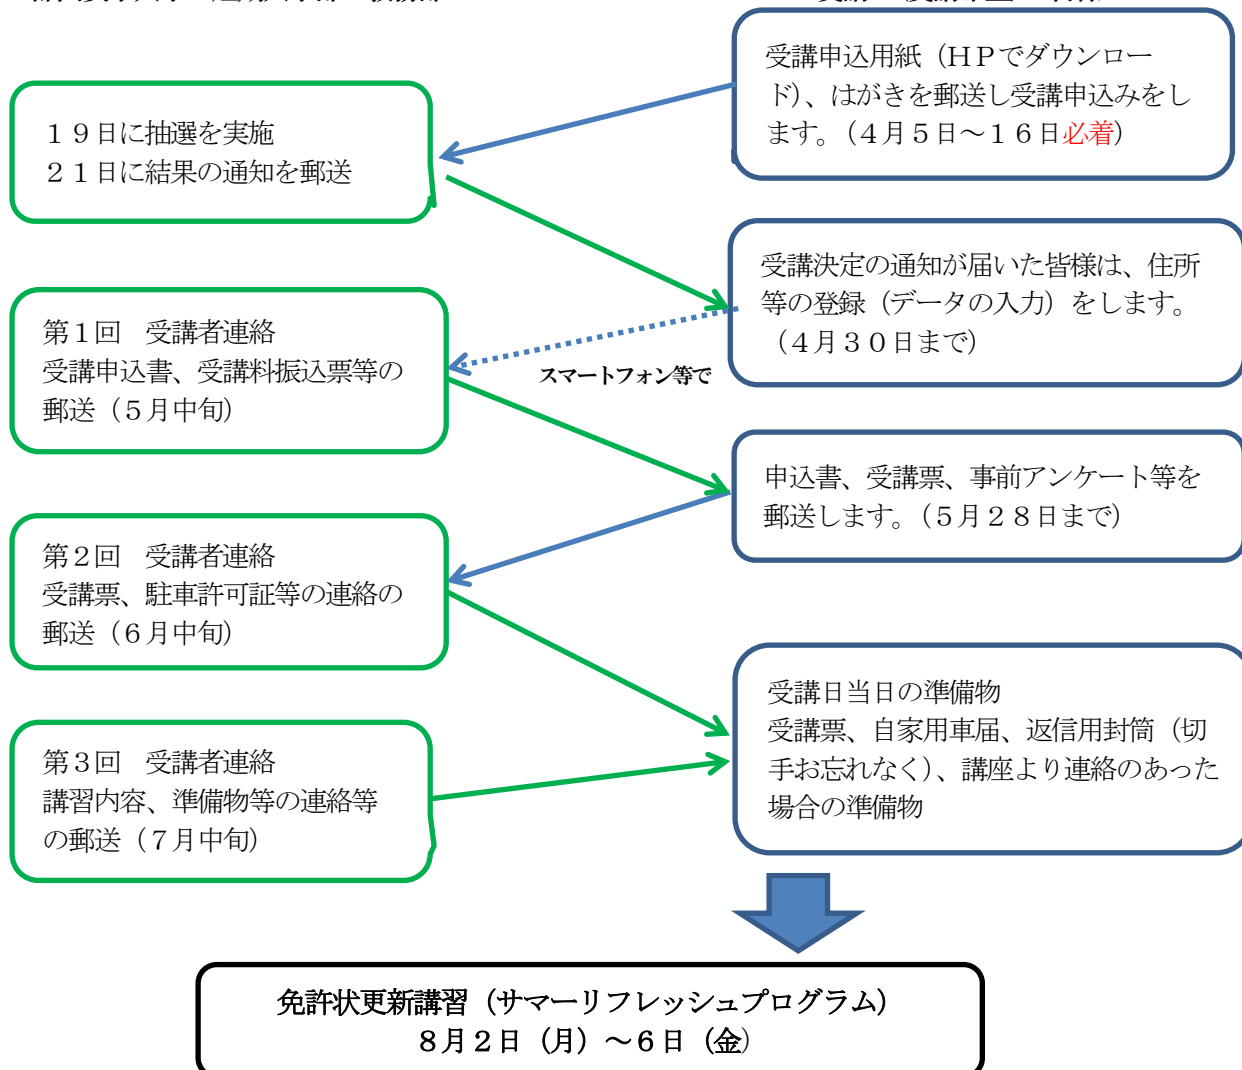 受講申込用紙（ＨＰでダウンロー
ド）、はがきを郵送し受講申込みをし
ます。（４月５日～１６日必着）
１９日に抽選を実施
２１日に結果の通知を郵送
受講決定の通知が届いた皆様は、住所
等の登録（データの入力）をします。
（４月３０日まで）
第１回　受講者連絡
受講申込書、受講料振込票等の
郵送（５月中旬）
スマートフォン等で
申込書、受講票、事前アンケート等を
郵送します。（５月２８日まで）
第２回　受講者連絡
受講票、駐車許可証等の連絡の
郵送（６月中旬）
受講日当日の準備物
受講票、自家用車届、返信用封筒（切
手お忘れなく）、講座より連絡のあった
場合の準備物
第３回　受講者連絡
講習内容、準備物等の連絡等
の郵送（７月中旬）
免許状更新講習（サマーリフレッシュプログラム）
８月２日（月）～６日（金）